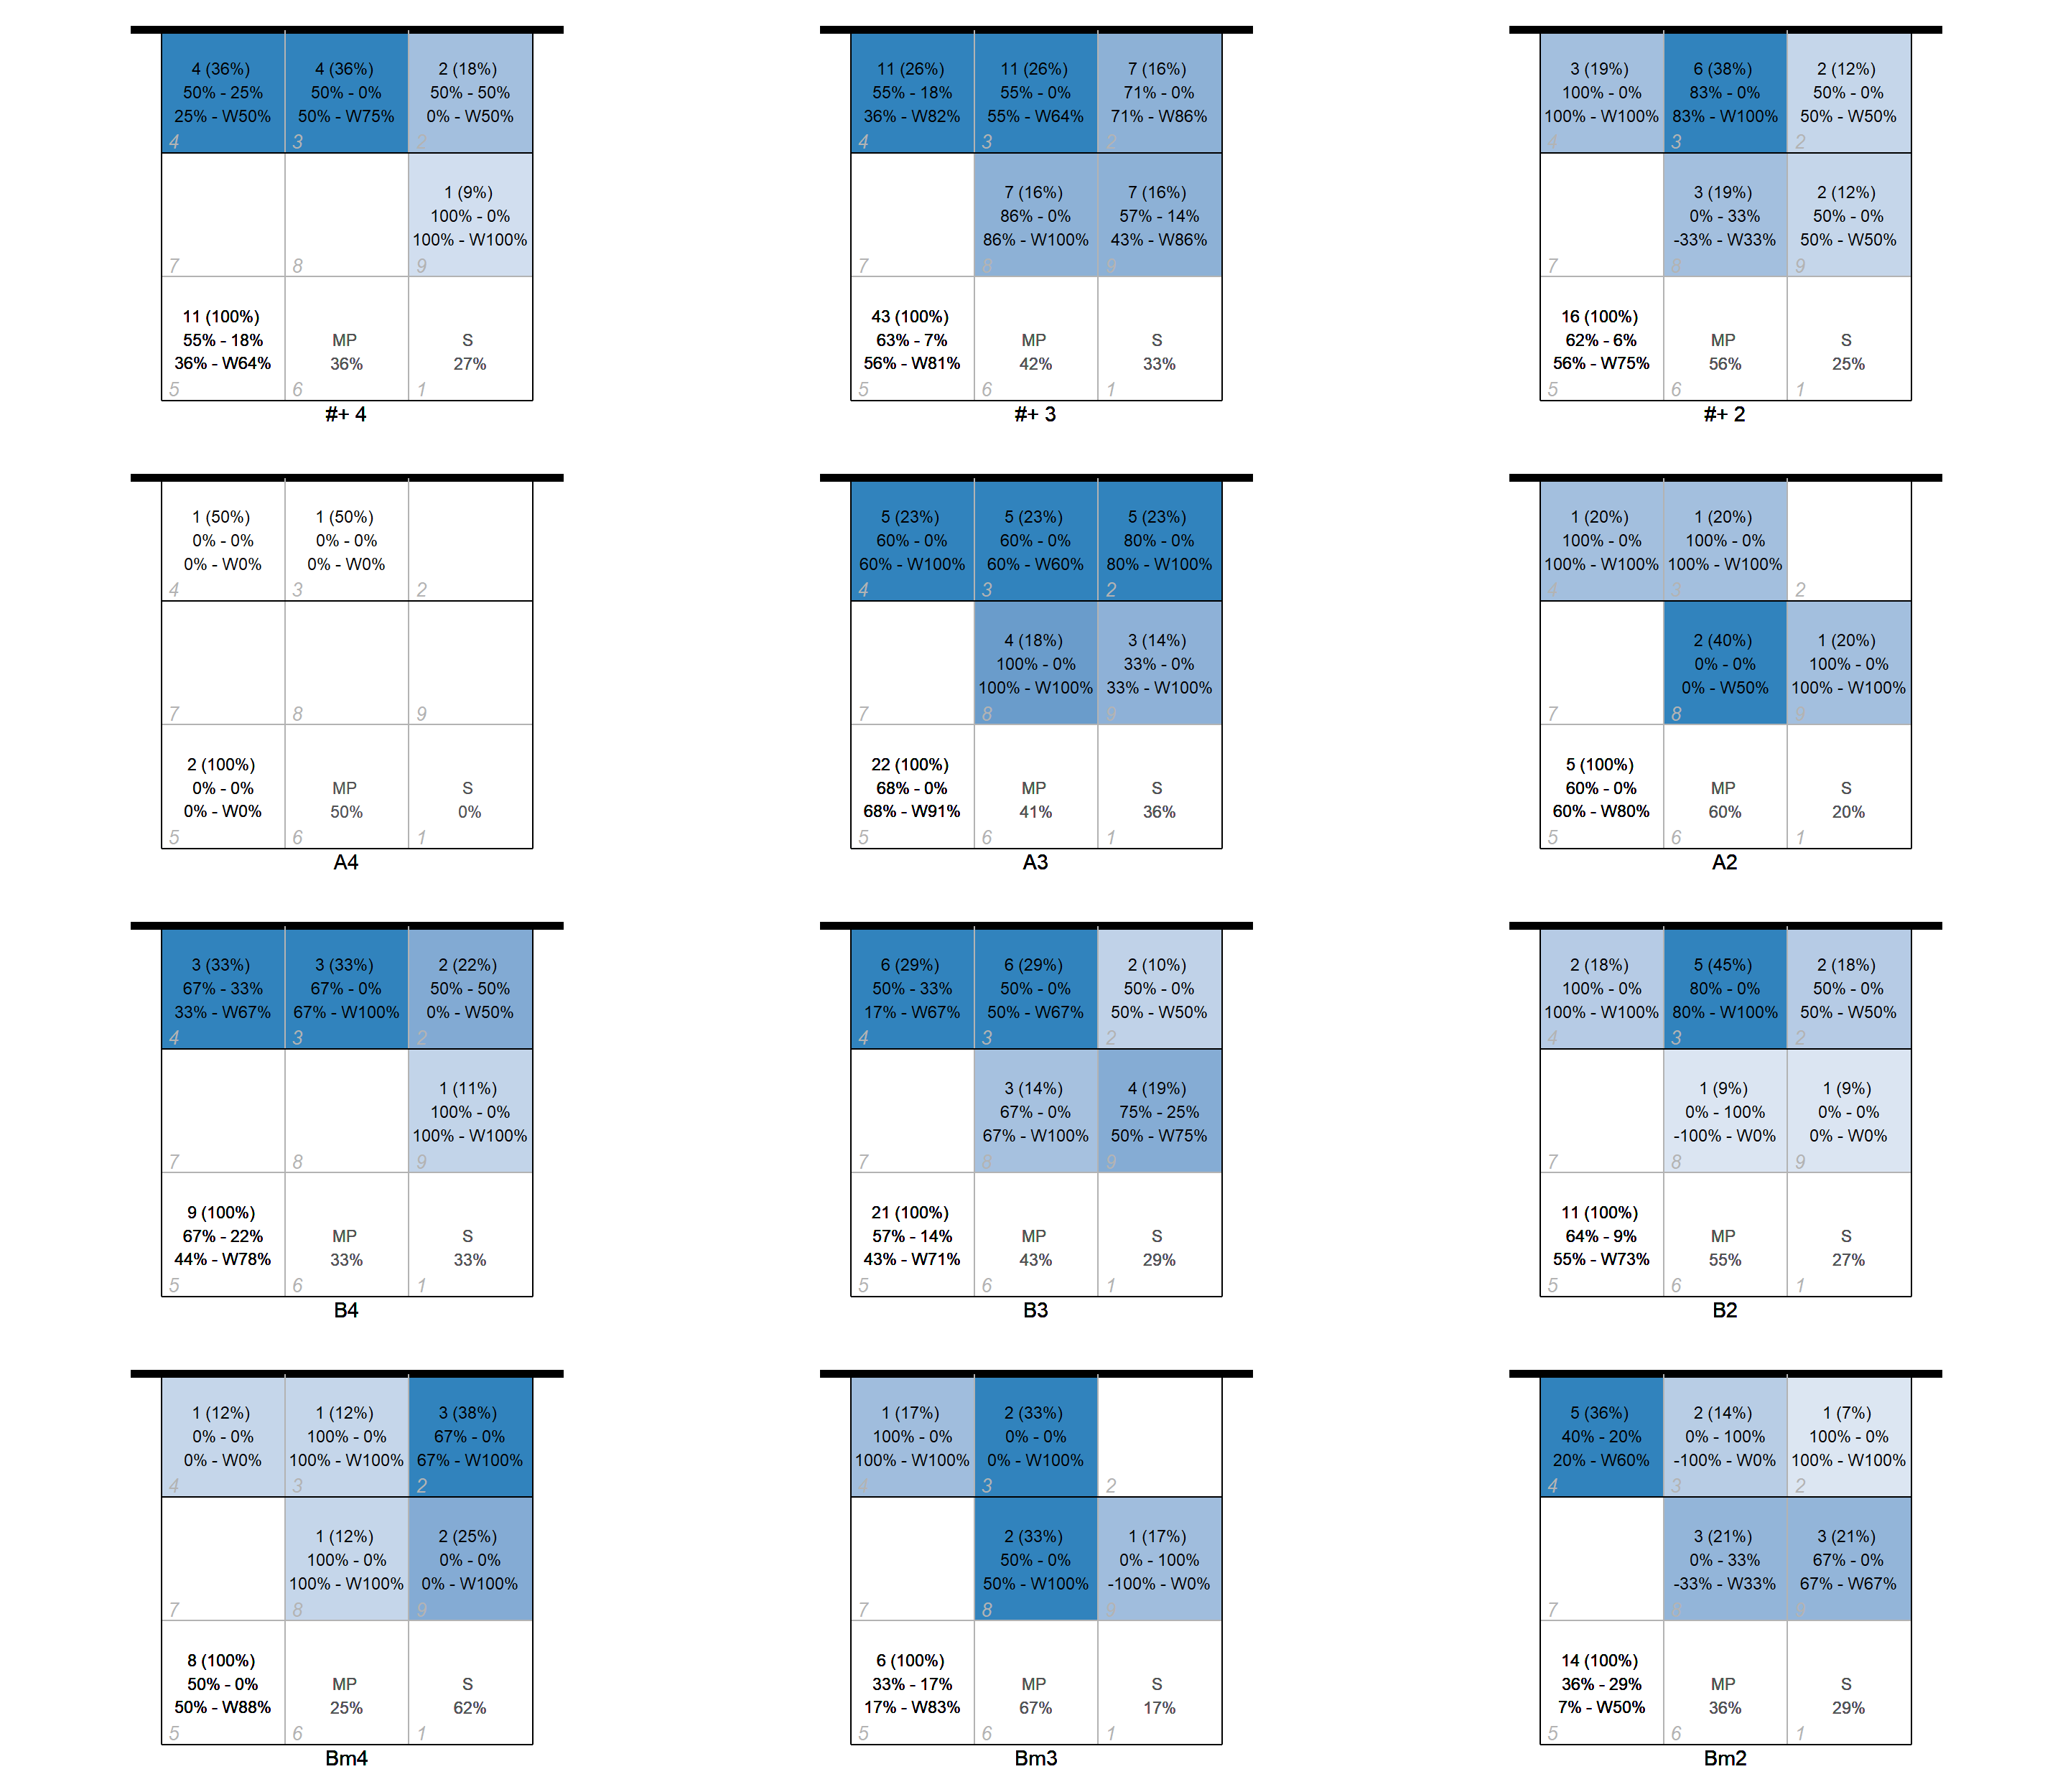 4 (36%)
50% - 25%
25% - W50%
4
4 (36%)
50% - 0%
50% - W75%
3
2 (18%)
50% - 50%
0% - W50%
2
7
8
1 (9%)
100% - 0%
100% - W100%
9
11 (100%)
55% - 18%
36% - W64%
5
MP
36%
6
S
27%
1
#+ 4
11 (26%)
55% - 18%
36% - W82%
4
11 (26%)
55% - 0%
55% - W64%
3
7 (16%)
71% - 0%
71% - W86%
2
7
7 (16%)
86% - 0%
86% - W100%
8
7 (16%)
57% - 14%
43% - W86%
9
43 (100%)
63% - 7%
56% - W81%
5
MP
42%
6
S
33%
1
#+ 3
3 (19%)
100% - 0%
100% - W100%
4
6 (38%)
83% - 0%
83% - W100%
3
2 (12%)
50% - 0%
50% - W50%
2
7
3 (19%)
0% - 33%
-33% - W33%
8
2 (12%)
50% - 0%
50% - W50%
9
16 (100%)
62% - 6%
56% - W75%
5
MP
56%
6
S
25%
1
#+ 2
1 (50%)
0% - 0%
0% - W0%
4
1 (50%)
0% - 0%
0% - W0%
3
2
7
8
9
2 (100%)
0% - 0%
0% - W0%
5
MP
50%
6
S
0%
1
A4
5 (23%)
60% - 0%
60% - W100%
4
5 (23%)
60% - 0%
60% - W60%
3
5 (23%)
80% - 0%
80% - W100%
2
7
4 (18%)
100% - 0%
100% - W100%
8
3 (14%)
33% - 0%
33% - W100%
9
22 (100%)
68% - 0%
68% - W91%
5
MP
41%
6
S
36%
1
A3
1 (20%)
100% - 0%
100% - W100%
4
1 (20%)
100% - 0%
100% - W100%
3
2
7
2 (40%)
0% - 0%
0% - W50%
8
1 (20%)
100% - 0%
100% - W100%
9
5 (100%)
60% - 0%
60% - W80%
5
MP
60%
6
S
20%
1
A2
3 (33%)
67% - 33%
33% - W67%
4
3 (33%)
67% - 0%
67% - W100%
3
2 (22%)
50% - 50%
0% - W50%
2
7
8
1 (11%)
100% - 0%
100% - W100%
9
9 (100%)
67% - 22%
44% - W78%
5
MP
33%
6
S
33%
1
B4
6 (29%)
50% - 33%
17% - W67%
4
6 (29%)
50% - 0%
50% - W67%
3
2 (10%)
50% - 0%
50% - W50%
2
7
3 (14%)
67% - 0%
67% - W100%
8
4 (19%)
75% - 25%
50% - W75%
9
21 (100%)
57% - 14%
43% - W71%
5
MP
43%
6
S
29%
1
B3
2 (18%)
100% - 0%
100% - W100%
4
5 (45%)
80% - 0%
80% - W100%
3
2 (18%)
50% - 0%
50% - W50%
2
7
1 (9%)
0% - 100%
-100% - W0%
8
1 (9%)
0% - 0%
0% - W0%
9
11 (100%)
64% - 9%
55% - W73%
5
MP
55%
6
S
27%
1
B2
1 (12%)
0% - 0%
0% - W0%
4
1 (12%)
100% - 0%
100% - W100%
3
3 (38%)
67% - 0%
67% - W100%
2
7
1 (12%)
100% - 0%
100% - W100%
8
2 (25%)
0% - 0%
0% - W100%
9
8 (100%)
50% - 0%
50% - W88%
5
MP
25%
6
S
62%
1
Bm4
1 (17%)
100% - 0%
100% - W100%
4
2 (33%)
0% - 0%
0% - W100%
3
2
7
2 (33%)
50% - 0%
50% - W100%
8
1 (17%)
0% - 100%
-100% - W0%
9
6 (100%)
33% - 17%
17% - W83%
5
MP
67%
6
S
17%
1
Bm3
5 (36%)
40% - 20%
20% - W60%
4
2 (14%)
0% - 100%
-100% - W0%
3
1 (7%)
100% - 0%
100% - W100%
2
7
3 (21%)
0% - 33%
-33% - W33%
8
3 (21%)
67% - 0%
67% - W67%
9
14 (100%)
36% - 29%
7% - W50%
5
MP
36%
6
S
29%
1
Bm2